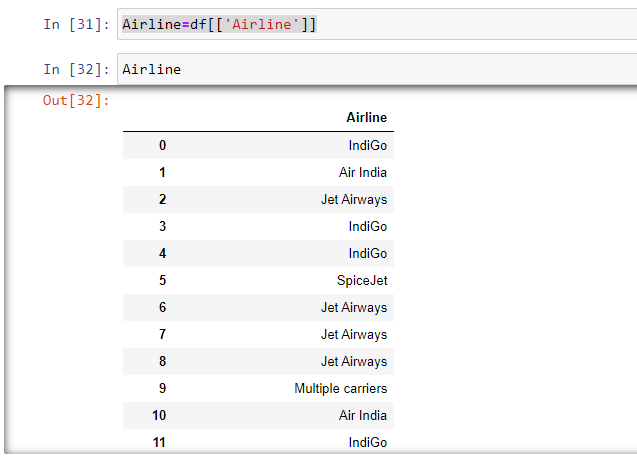 In [31]: Airline=df[['Airline']]
In [32]: Airline
Out[32]:
Airline
0 IndiGo
1 Air India
2 Jet Airways
3 IndiGo
4 IndiGo
5 SpiceJet
6 Jet Airways
7 Jet Airways
8 Jet Airways
9 Multiple carriers
10 Air India
11 IndiGo